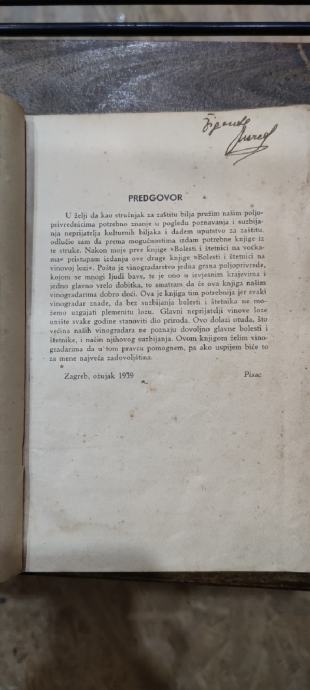 PREDGOVOR
U želji da kao stručnjak za zaštitu bilja pružim našim poljo-
privrednicima potrebno znanje u pogledu poznavanja i suzbija-
nja neprijatelja kulturnih biljaka i dadem uputstvo za zaštitu,
odlučio sam da prema mogućnostima izdam potrebne knjige iz
te struke. Nakon moje prve knjige »Bolesti i štetnici na voćka-
ma« pristupam izdanju ove druge knjige »Bolesti i štetnici na
vinovoj lozi«. Pošto je vinogradarstvo jedna grana poljoprivrede,
kojom se mnogi ljudi bave, te je ono u izvjesnim krajevima i
jedno glavno vrelo dobitka, to smatram da će ova knjiga našim
vinogradarima dobro doći. Ova je knjiga tim potrebnija jer svaki
vinogradar znade, da bez suzbijanja bolesti i štetnika ne mo-
žemo uzgajati plemenitu lozu. Glavni neprijatelji vinove loze
unište svake godine stanoviti dio priroda. Ovo dolazi otuda, što
većina naših vinogradara ne poznaju dovoljno glavne bolesti i
štetnike, i način njihovog suzbijanja. Ovom knjigom želim vino-
gradarima da u tom pravcu pomognem, pa ako uspijem biće to
za mene najveća zadovoljština.
Zagreb, ožujak 1939 Pisac